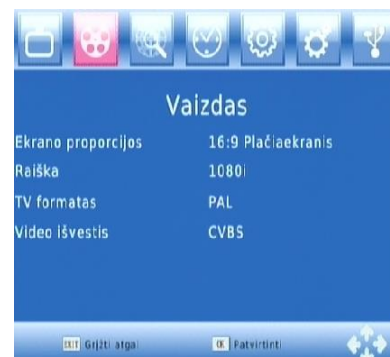 Vaizdas
Ekrano proporcijos 16:9 Plačiaekranis
Raiška 1080i
TV formatas PAL
Video išvestis CVBS
EXIT Grįžti atgal OK Patvirtinti